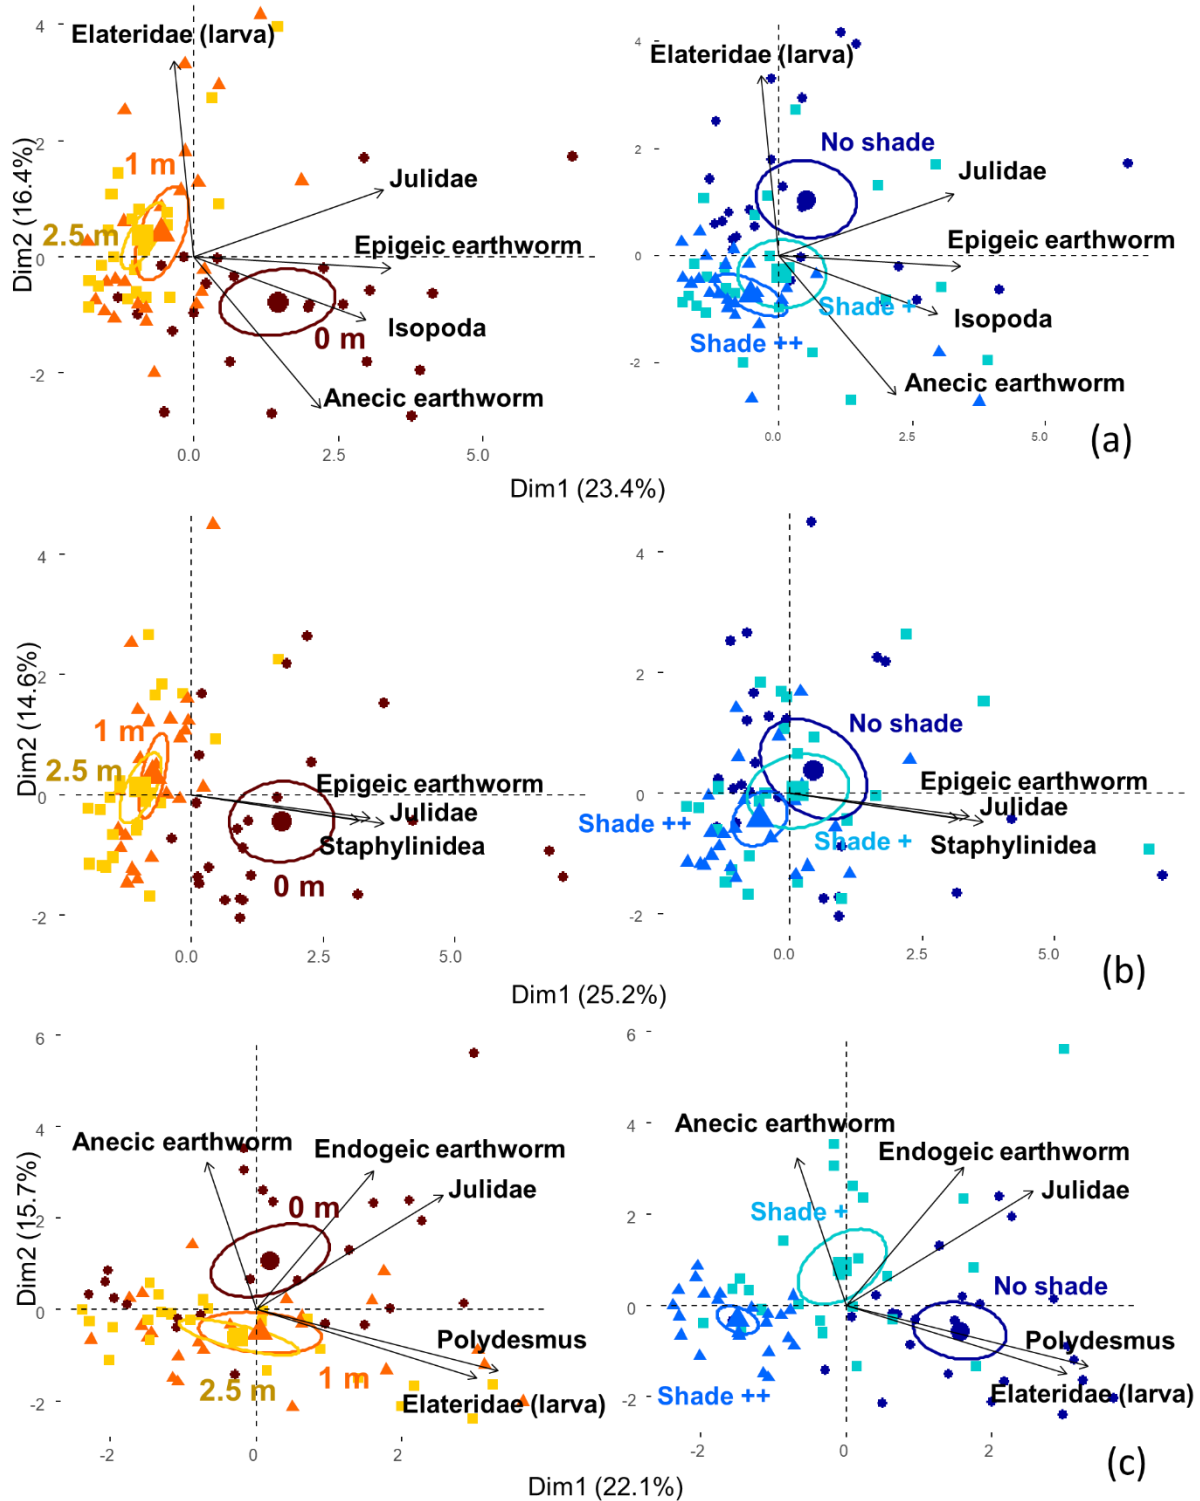 4
Elateridae (larva)
2
1 m
Julidae
2.5 m
Epigeic earthworm
0
Isopoda
0 m
-2
Anecic earthworm
0.0
2.5
5.0
Dim2 (16.4%)
4
Elateridae (larva)
No shade
2
Julidae
Epigeic earthworm
0
Shade +
Isopoda
Shade ++
-2
Anecic earthworm
0.0
2.5
5.0
(a)
Dim1 (23.4%)
4
2
1 m
2.5 m
Epigeic earthworm
0
Julidae
Staphylinidea
0 m
-2
0.0
2.5
5.0
Dim2 (14.6%)
4
2
No shade
Epigeic earthworm
0
Julidae
Shade ++
Shade +
Staphylinidea
-2
0.0
2.5
5.0
(b)
Dim1 (25.2%)
6
4
Anecic earthworm
Endogeic earthworm
Julidae
0 m
2
0
Polydesmus
1 m
2.5 m
Elateridae (larva)
-2
-2
0
2
Dim2 (15.7%)
6
4
Anecic earthworm
Endogeic earthworm
Julidae
Shade +
2
No shade
0
Polydesmus
Shade ++
Elateridae (larva)
-2
-2
0
2
(c)
Dim1 (22.1%)